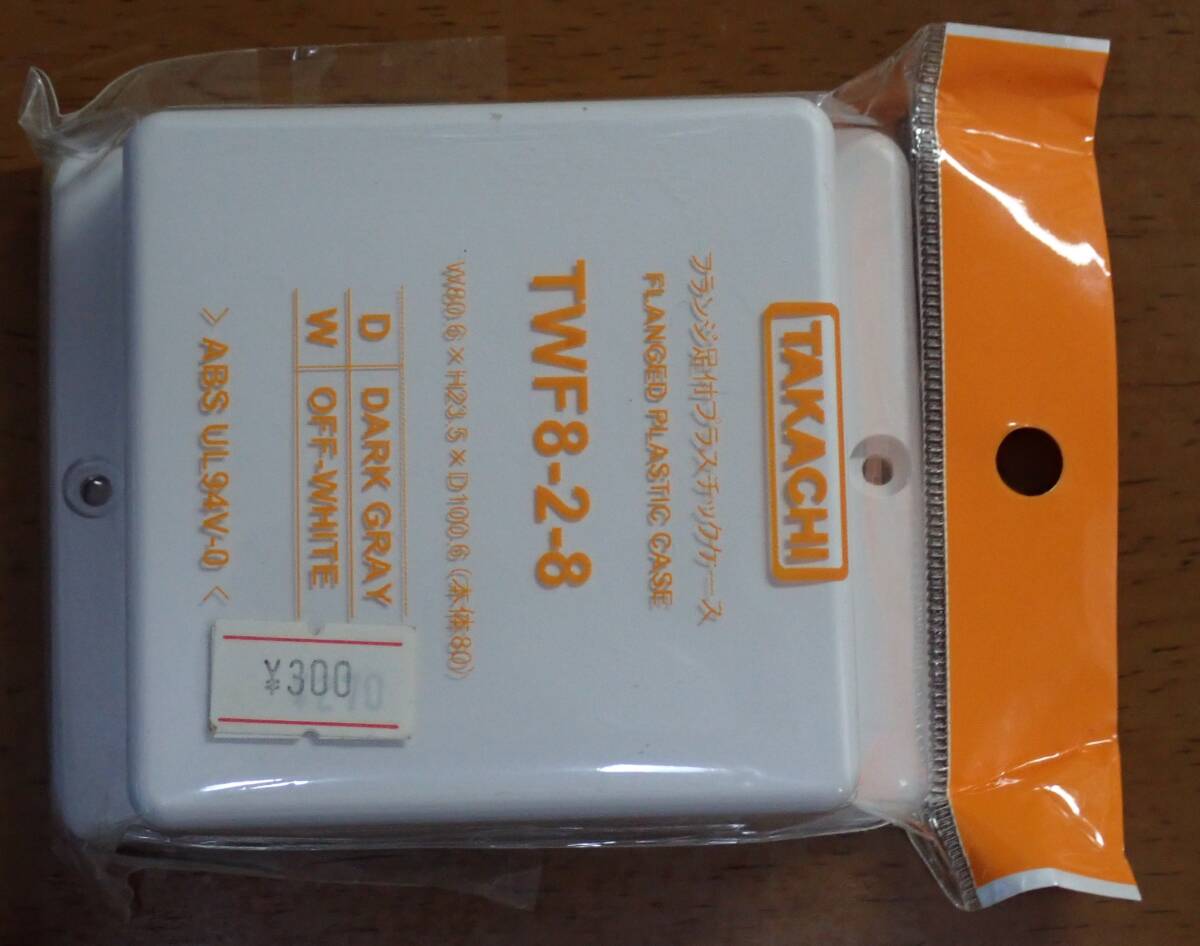 TAKACHI
フランジ足付プラスチックケース
FLANGED PLASTIC CASE
TWF8-2-8
W80.6×H23.5×D100.6(本体80)
D DARK GRAY
W OFF-WHITE
> ABS UL94V-0 <
¥300